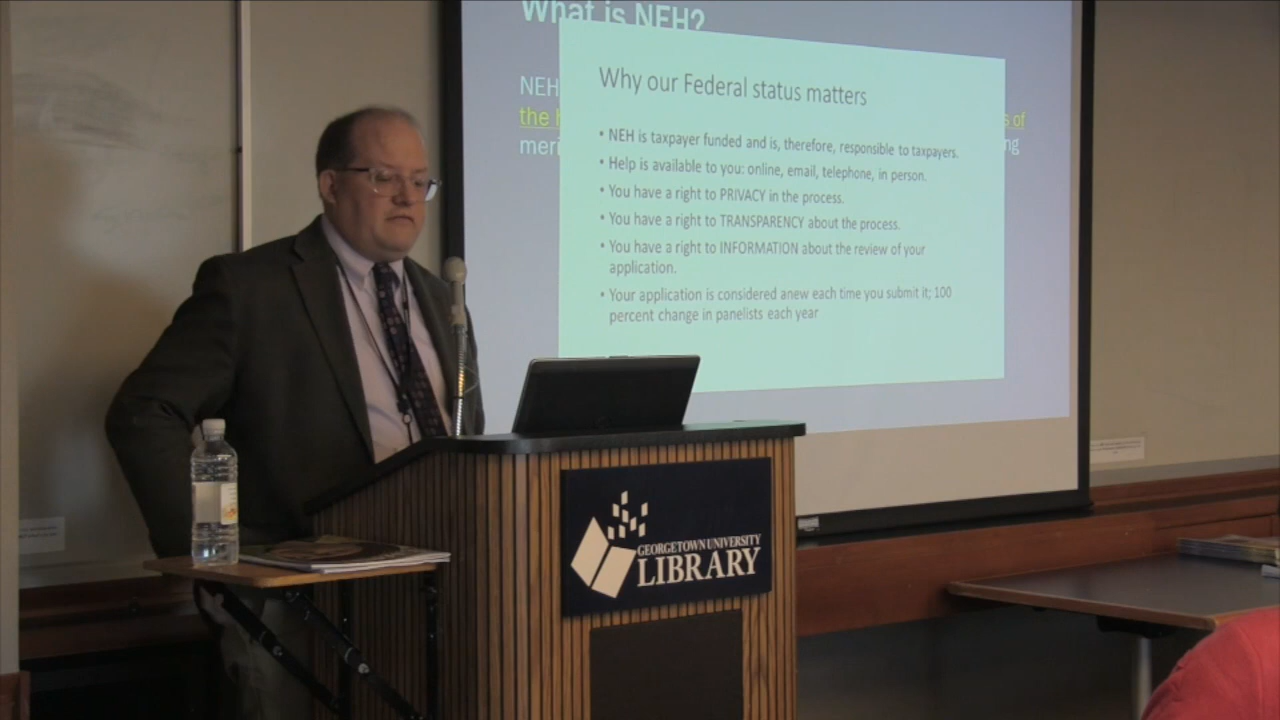 What is NEH?
NEH
the
s of
meri
ng
Why our Federal status matters
• NEH is taxpayer funded and is, therefore, responsible to taxpayers.
• Help is available to you: online, email, telephone, in person.
• You have a right to PRIVACY in the process.
• You have a right to TRANSPARENCY about the process.
• You have a right to INFORMATION about the review of your
application.
• Your application is considered anew each time you submit it; 100
percent change in panelists each year
GEORGETOWN UNIVERSITY
LIBRARY